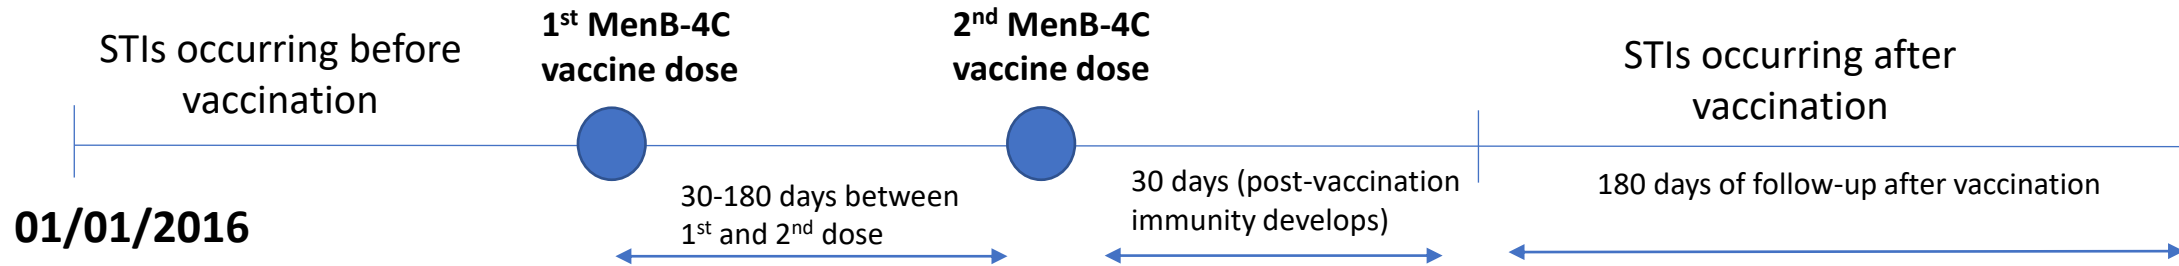 STIs occurring before
vaccination
1st MenB-4C
vaccine dose
2nd MenB-4C
vaccine dose
STIs occurring after
vaccination
01/01/2016
30-180 days between
1st and 2nd dose
30 days (post-vaccination
immunity develops)
180 days of follow-up after vaccination